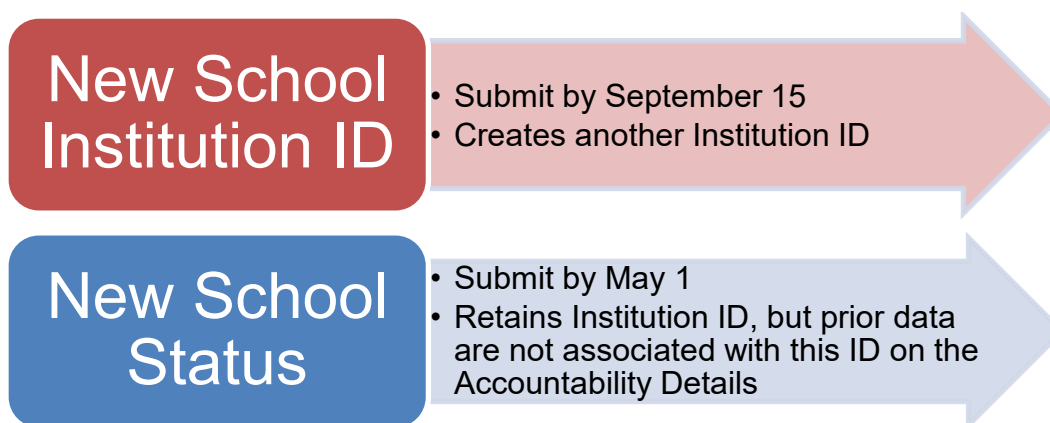 New School
Institution ID
• Submit by September 15
• Creates another Institution ID
New School
Status
• Submit by May 1
• Retains Institution ID, but prior data
are not associated with this ID on the
Accountability Details